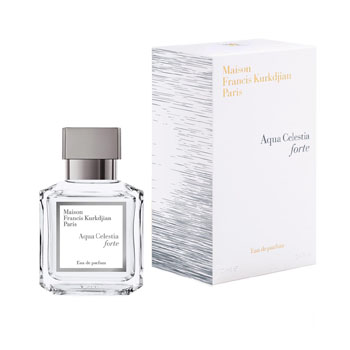 Maison
Francis Kurkdjian
Paris
Aqua Celestia
forte
Eau de parfum
Maison
Francis Kurkdjian
Paris
Aqua Celestia
forte
Eau de parfum